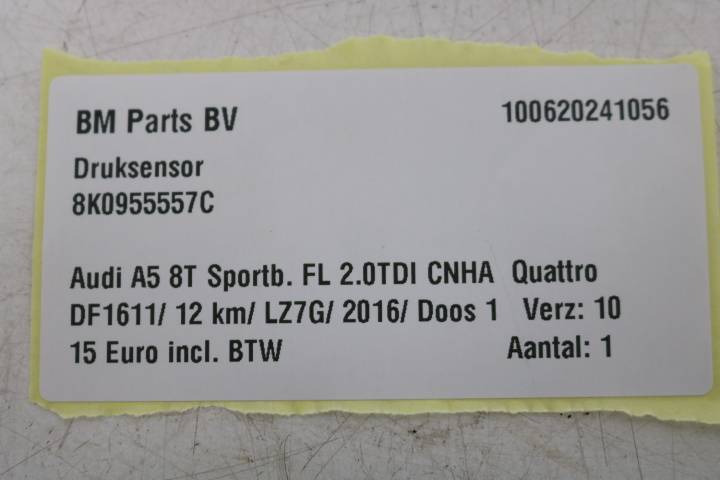 BM Parts BV 100620241056
Druksensor
8K0955557C
Audi A5 8T Sportb. FL 2.0TDI CNHA Quattro
DF1611/ 12 km/ LZ7G/ 2016/ Doos 1 Verz: 10
15 Euro incl. BTW Aantal: 1